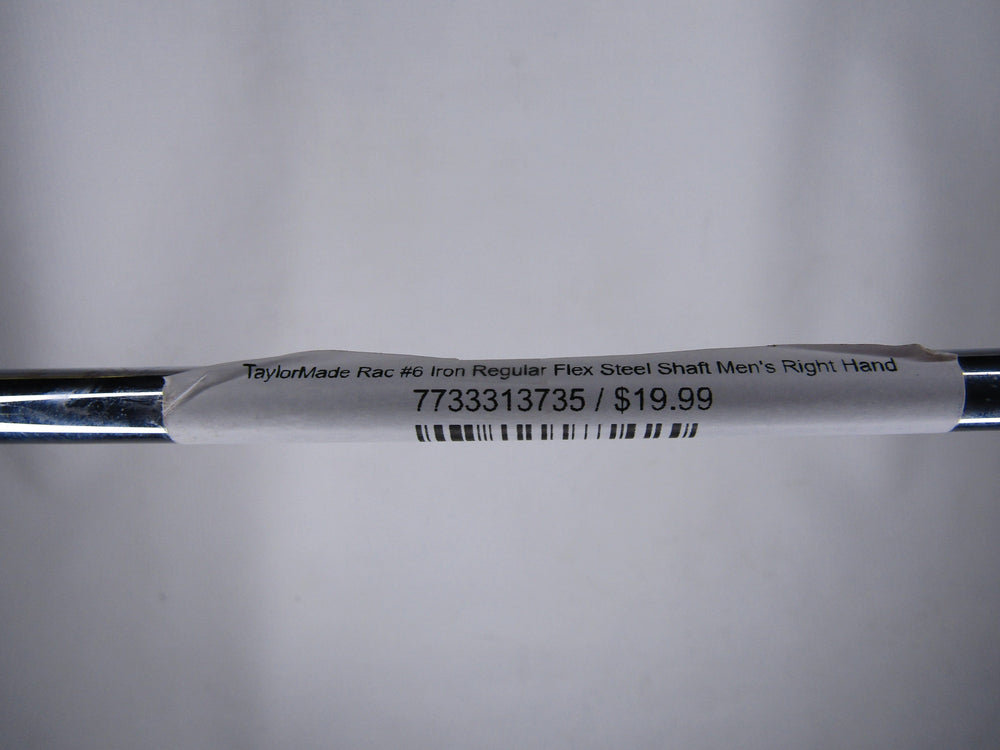 TaylorMade Rac #6 Iron Regular Flex Steel Shaft Men's Right Hand
7733313735 / $19.99